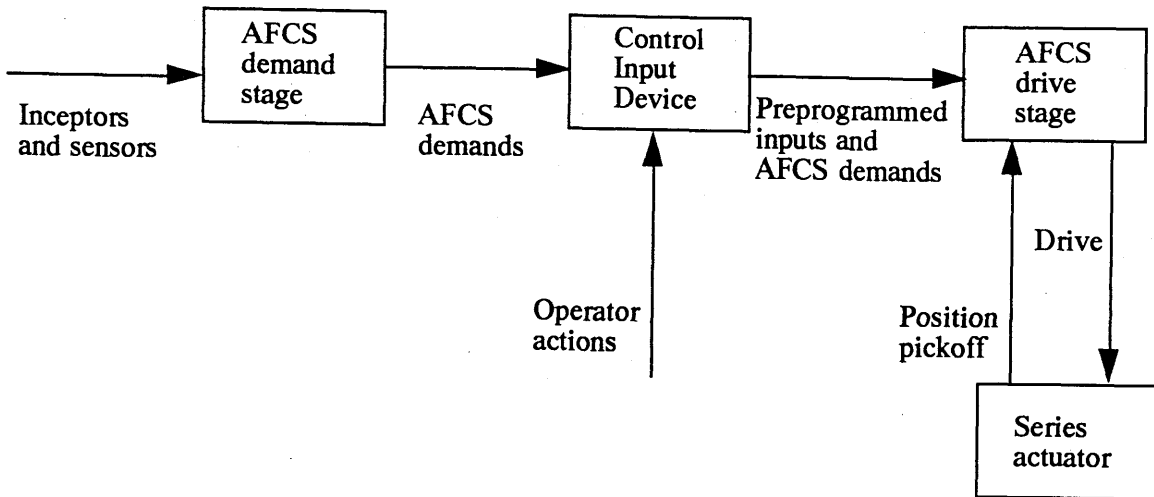 AFCS
demand
stage
Control
Input
Device
AFCS
drive
stage
Inceptors
and sensors
AFCS
demands
Preprogrammed
inputs and
AFCS demands
Drive
Operator
actions
Position
pickoff
Series
actuator